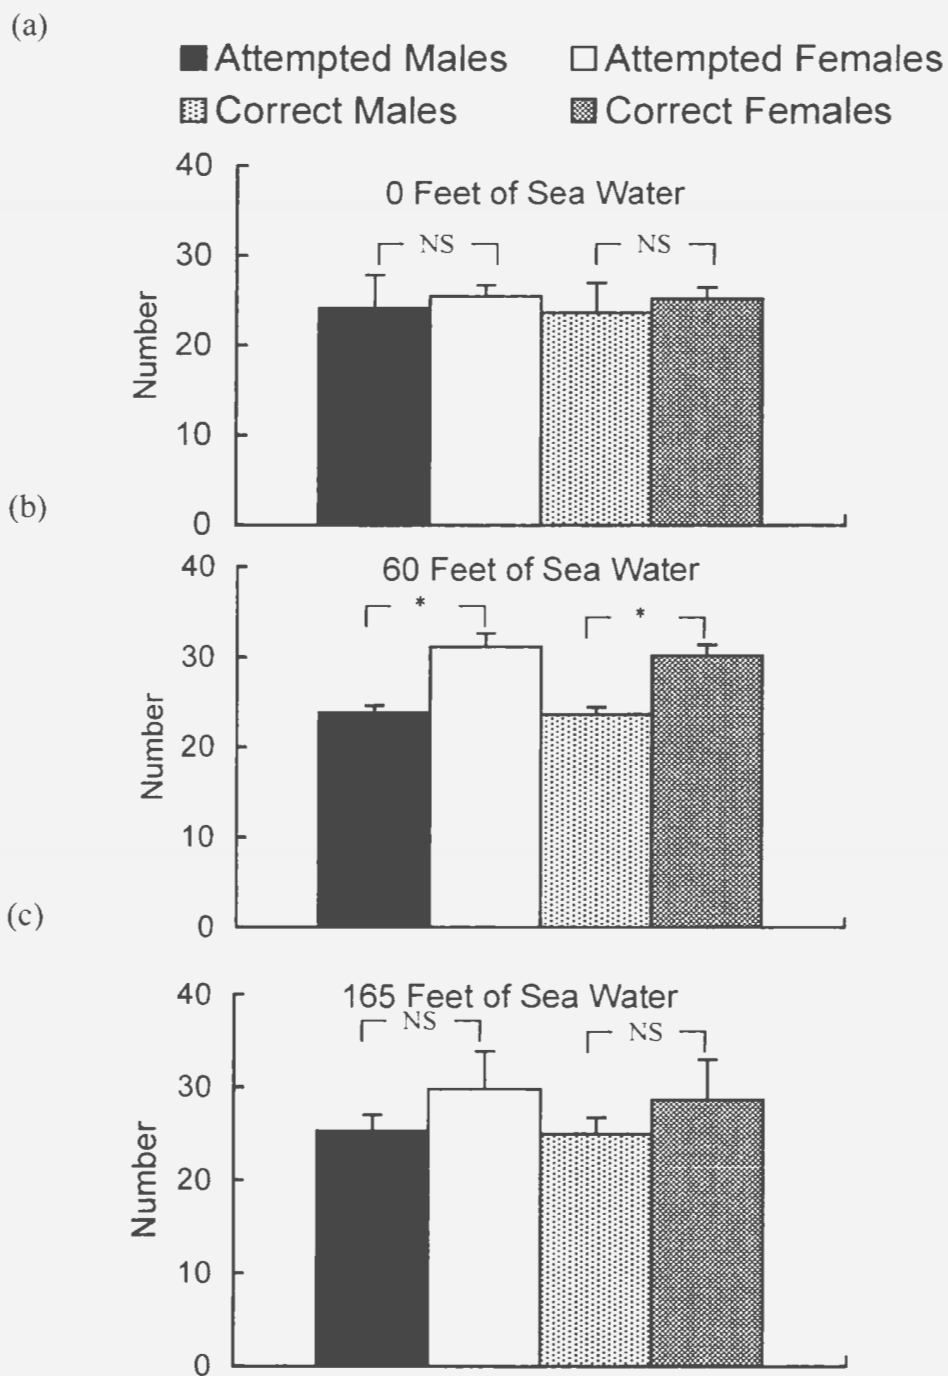 (a)
Attempted Males Attempted Females
Correct Males Correct Females
40
0 Feet of Sea Water
NS NS
30
20
10
0
Number
(b)
40
60 Feet of Sea Water
* *
30
20
10
0
Number
(c)
40
165 Feet of Sea Water
NS NS
30
20
10
0
Number